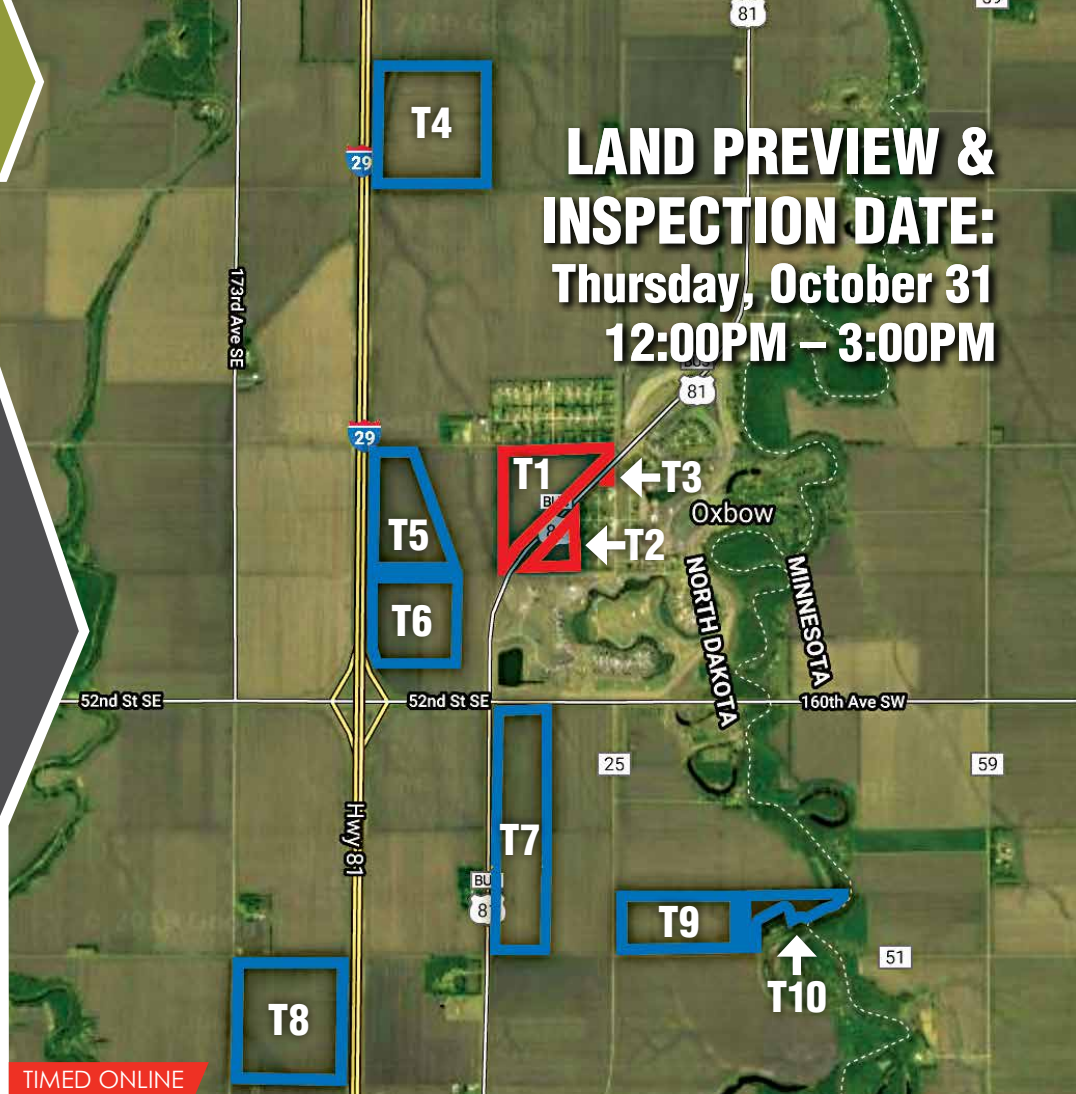 81
T4
29
LAND PREVIEW &
INSPECTION DATE:
Thursday, October 31
12:00PM – 3:00PM
173rd Ave SE
81
29
T1
T3
T5
Oxbow
T2
NORTH DAKOTA
MINNESOTA
T6
52nd St SE
52nd St SE
160th Ave SW
25
59
Hwy 81
T7
BU
8
T9
51
T10
T8
TIMED ONLINE